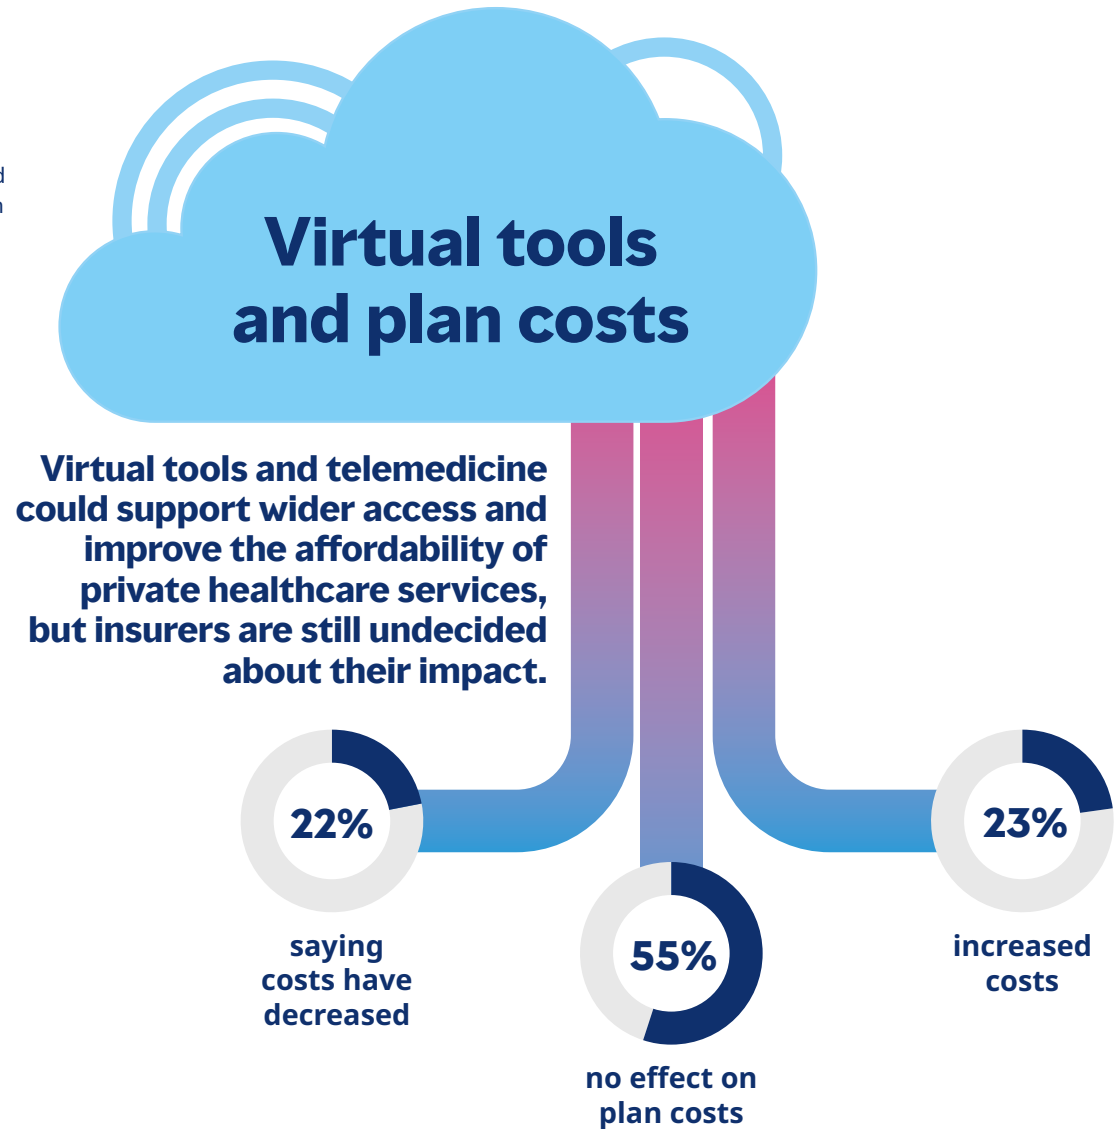 Virtual tools
and plan costs
Virtual tools and telemedicine
could support wider access and
improve the affordability of
private healthcare services,
but insurers are still undecided
about their impact.
22%
saying
costs have
decreased
55%
no effect on
plan costs
23%
increased
costs